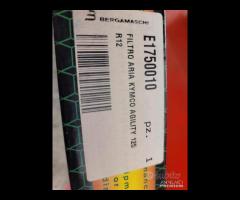 BERGAMASCHI
E1750010
FILTRO ARIA KYMCO AGILITY 125
R12
pz. 1